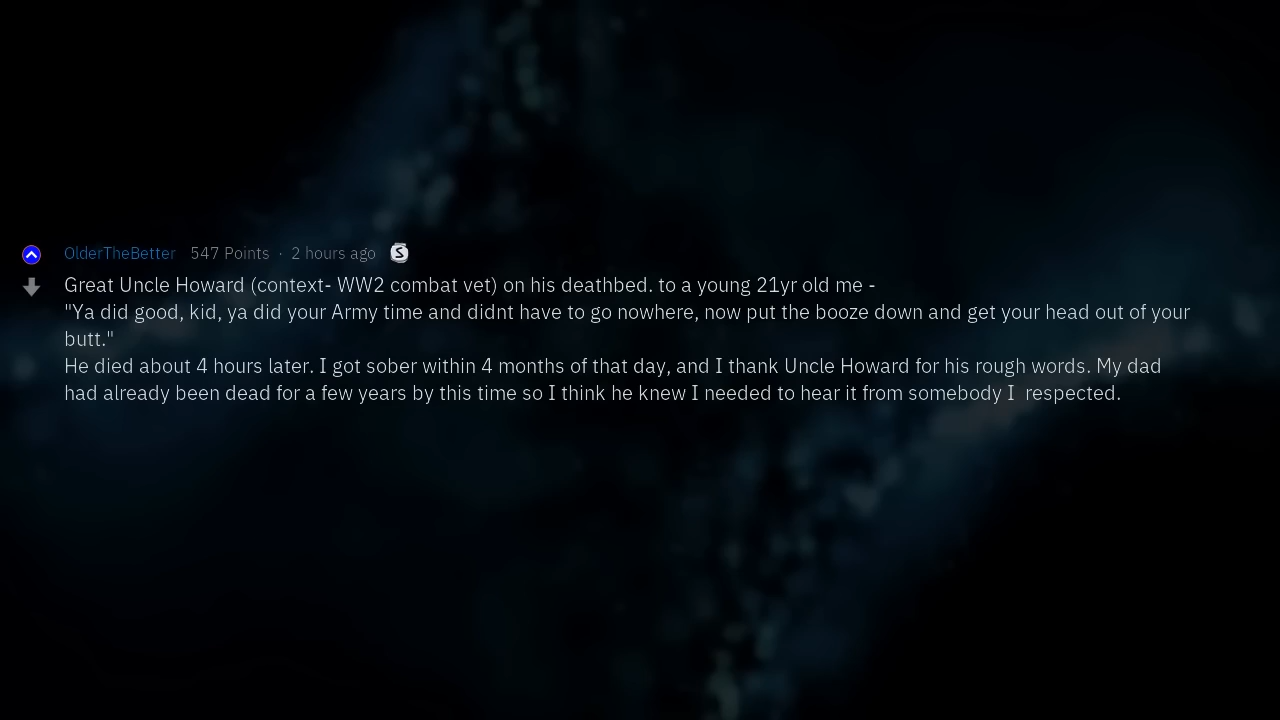 OlderTheBetter 547 Points · 2 hours ago S
Great Uncle Howard (context- WW2 combat vet) on his deathbed. to a young 21yr old me -
"Ya did good, kid, ya did your Army time and didnt have to go nowhere, now put the booze down and get your head out of your
butt."
He died about 4 hours later. I got sober within 4 months of that day, and I thank Uncle Howard for his rough words. My dad
had already been dead for a few years by this time so I think he knew I needed to hear it from somebody I  respected.